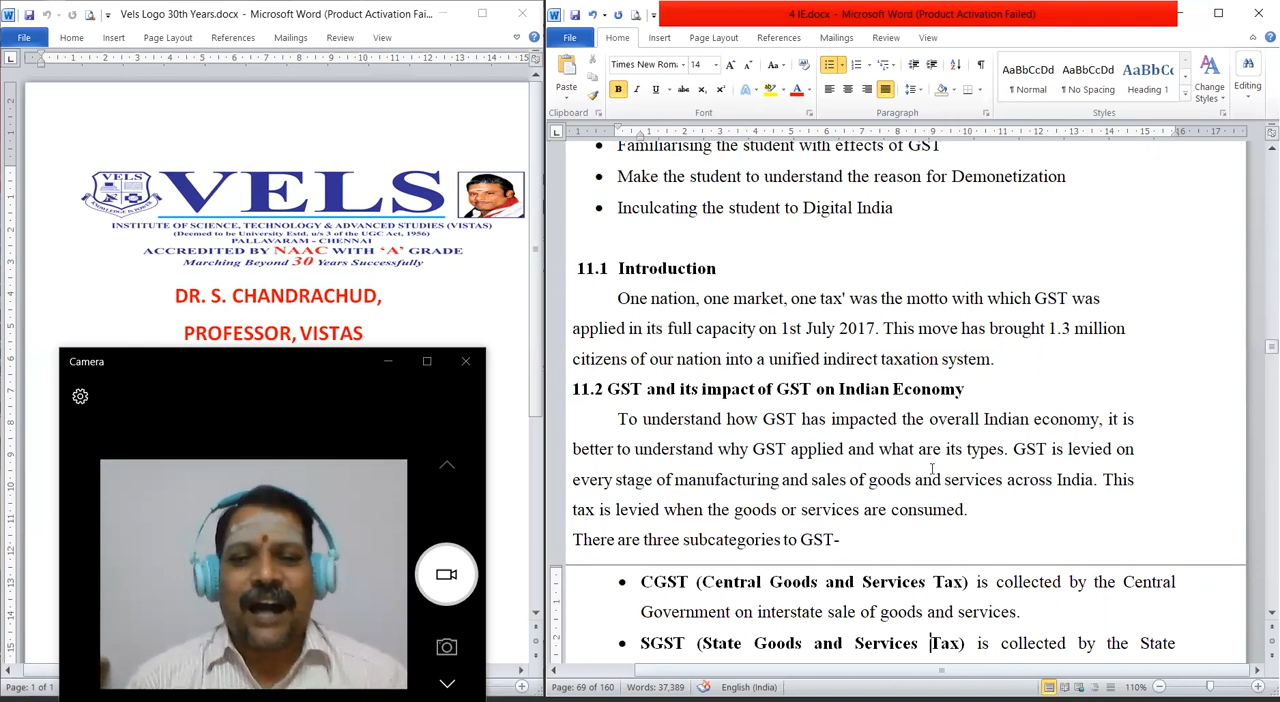 Vels Logo 30th Years.docx - Microsoft Word (Product Activation Fai...
File Home Insert Page Layout References Mailings Review View
VELS
VELS
INSTITUTE OF SCIENCE, TECHNOLOGY & ADVANCED STUDIES (VISTAS)
(Deemed to be University Estd. u/s 3 of the UGC Act, 1956)
PALLAVARAM - CHENNAI
ACCREDITED BY NAAC WITH 'A' GRADE
Marching Beyond 30 Years Successfully
DR. S. CHANDRACHUD,
PROFESSOR, VISTAS
Camera
Page: 1 of 1
4 IE.docx - Microsoft Word (Product Activation Failed)
File Home Insert Page Layout References Mailings Review View
Times New Rom 14
Paste
Clipboard Font Paragraph Styles
AaBbCcDd AaBbCcDd AaBbCc
¶ Normal ¶ No Spacing Heading 1
Change Styles Editing
Familiarising the student with effects of GST
• Make the student to understand the reason for Demonetization
• Inculcating the student to Digital India
11.1 Introduction
One nation, one market, one tax' was the motto with which GST was
applied in its full capacity on 1st July 2017. This move has brought 1.3 million
citizens of our nation into a unified indirect taxation system.
11.2 GST and its impact of GST on Indian Economy
To understand how GST has impacted the overall Indian economy, it is
better to understand why GST applied and what are its types. GST is levied on
every stage of manufacturing and sales of goods and services across India. This
tax is levied when the goods or services are consumed.
There are three subcategories to GST-
• CGST (Central Goods and Services Tax) is collected by the Central
Government on interstate sale of goods and services.
• SGST (State Goods and Services Tax) is collected by the State
Page: 69 of 160 Words: 37,389 English (India) 110%